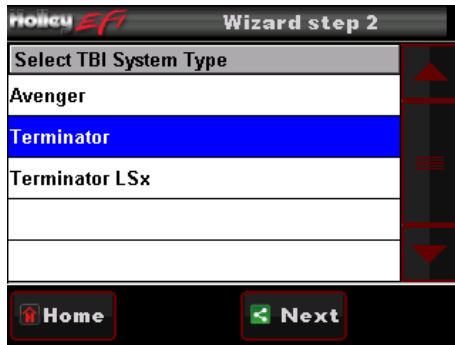 Holley EFI Wizard step 2
Select TBI System Type
Avenger
Terminator
Terminator LSx
Home Next